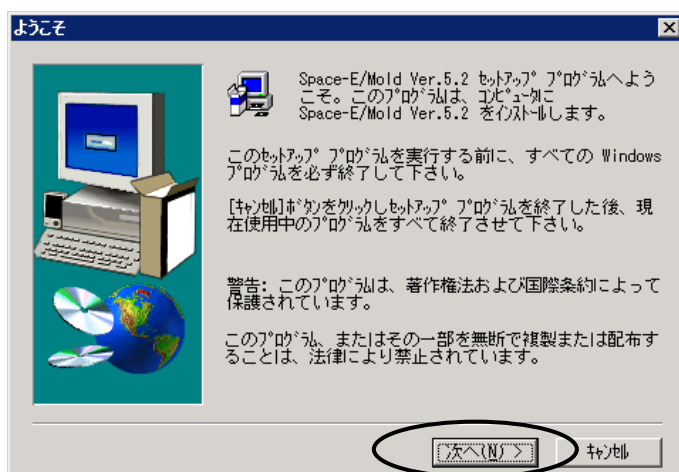 ようこそ
Space-E/Mold Ver.5.2 ｾｯﾄｱｯﾌﾟ ﾌﾟﾛｸﾞﾗﾑへよう
こそ。このﾌﾟﾛｸﾞﾗﾑは、ｺﾝﾋﾟｭｰﾀに
Space-E/Mold Ver.5.2 をｲﾝｽﾄｰﾙします。
このｾｯﾄｱｯﾌﾟ ﾌﾟﾛｸﾞﾗﾑを実行する前に、すべての Windows
ﾌﾟﾛｸﾞﾗﾑを必ず終了して下さい。
[ｷｬﾝｾﾙ]ﾎﾞﾀﾝをｸﾘｯｸしｾｯﾄｱｯﾌﾟ ﾌﾟﾛｸﾞﾗﾑを終了した後、現
在使用中のﾌﾟﾛｸﾞﾗﾑをすべて終了させて下さい。
警告: このﾌﾟﾛｸﾞﾗﾑは、著作権法および国際条約によって
保護されています。
このﾌﾟﾛｸﾞﾗﾑ、またはその一部を無断で複製または配布す
ることは、法律により禁止されています。
次へ(N) >
ｷｬﾝｾﾙ